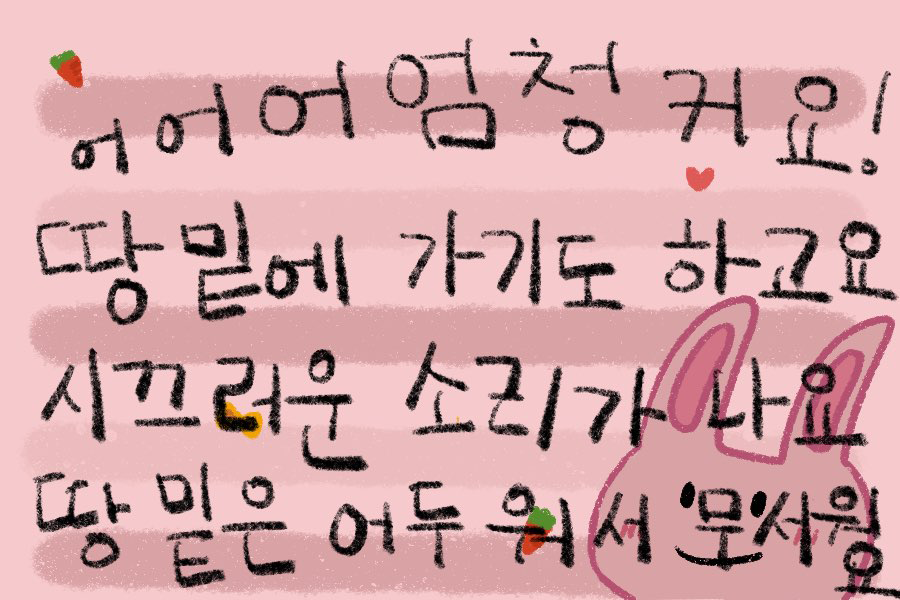 어어어엄청 커요!
땅 밑에 가기도 하고요
시끄러운 소리가 나요
땅 밑은 어두워서 모서워요